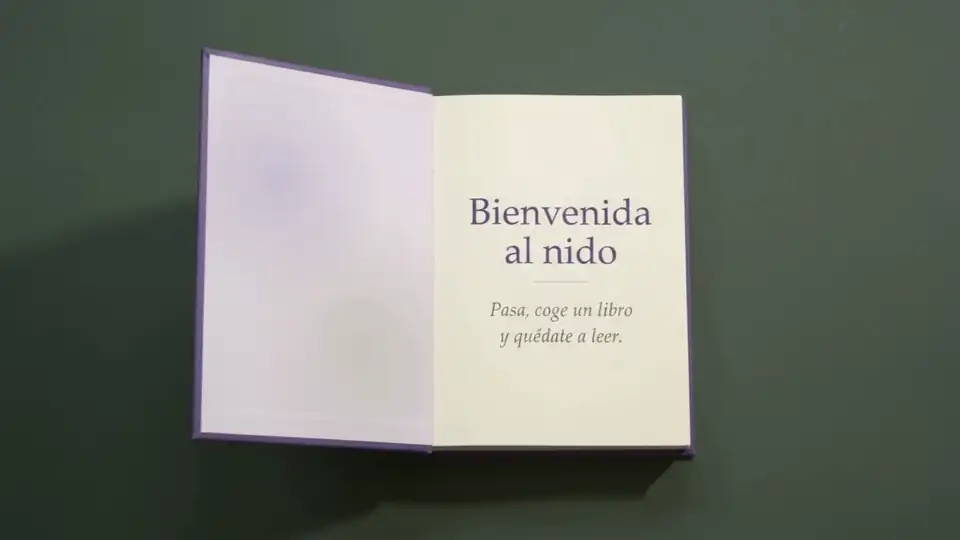 Bienvenida
al nido
Pasa, coge un libro
y quédate a leer.